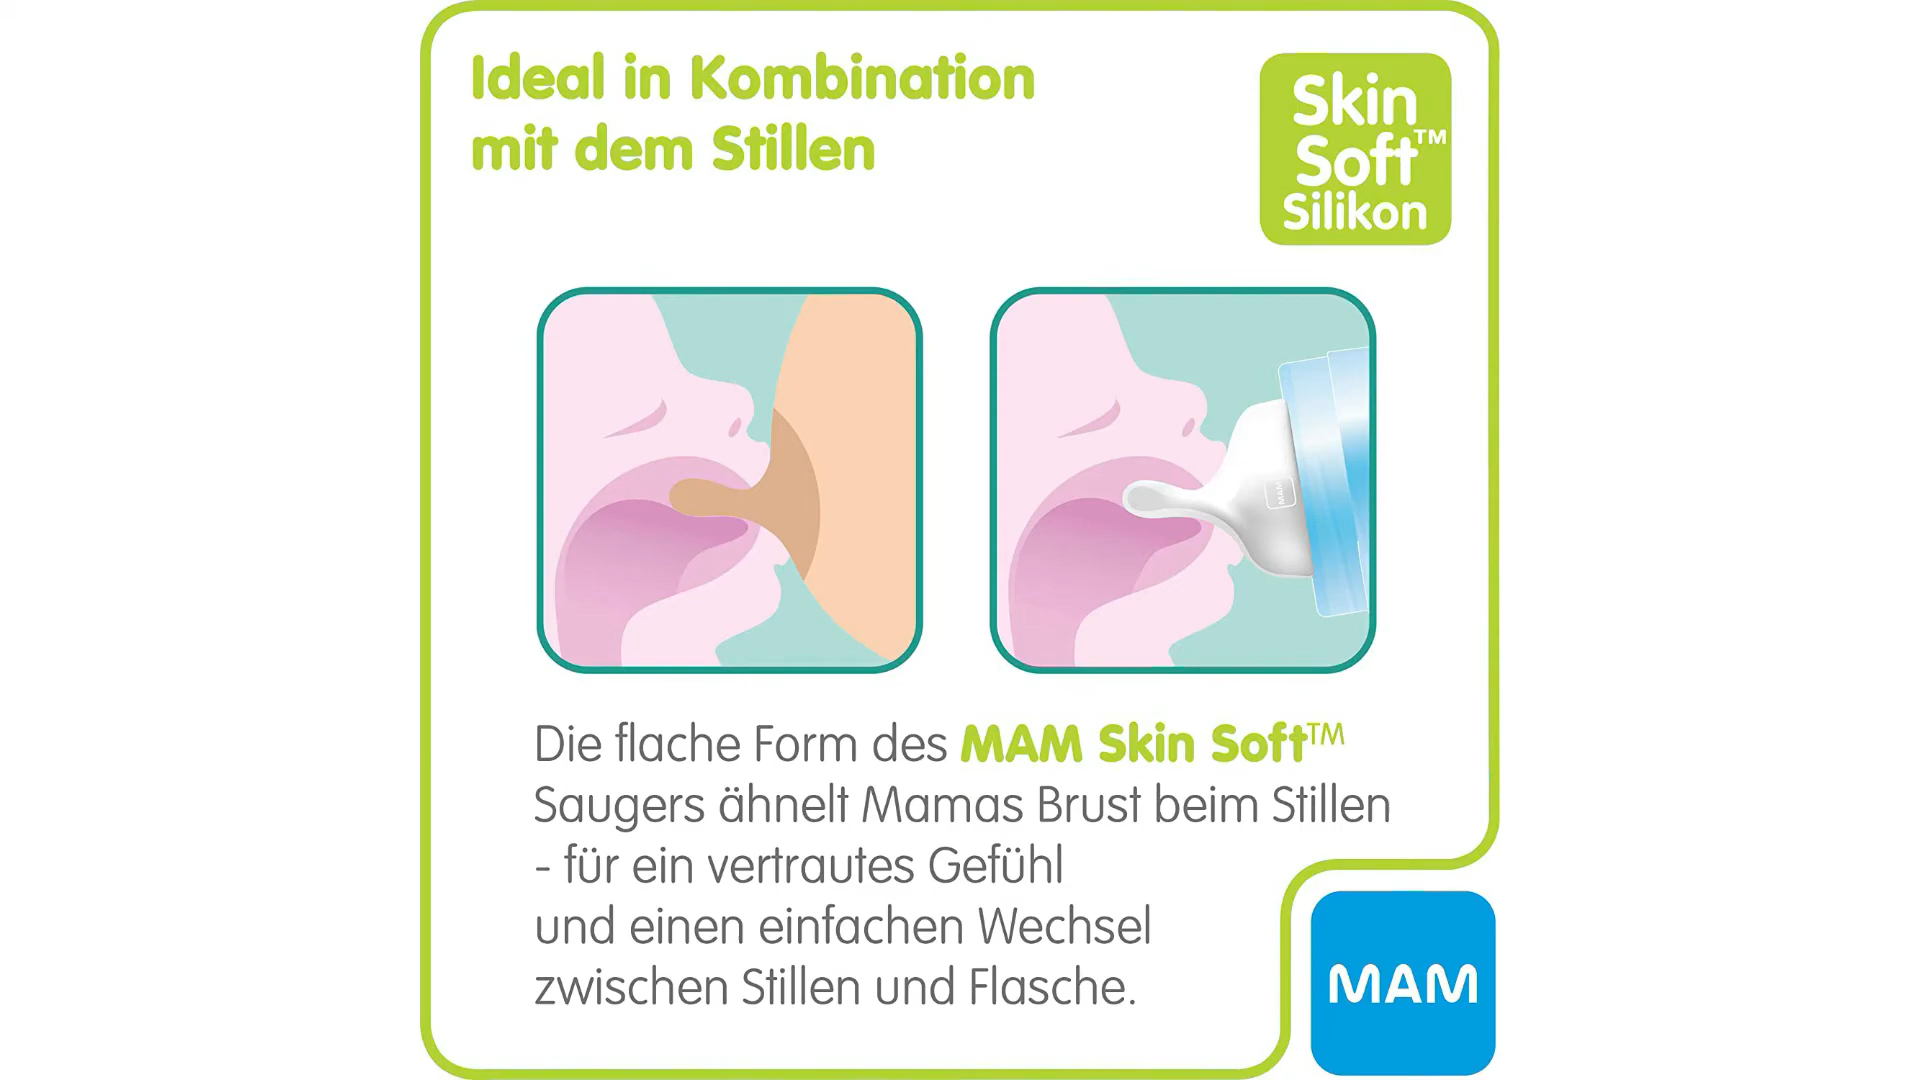 Ideal in Kombination
mit dem Stillen
Skin
Soft™
Silikon
MAM
Die flache Form des MAM Skin Soft™
Saugers ähnelt Mamas Brust beim Stillen
- für ein vertrautes Gefühl
und einen einfachen Wechsel
zwischen Stillen und Flasche.
MAM